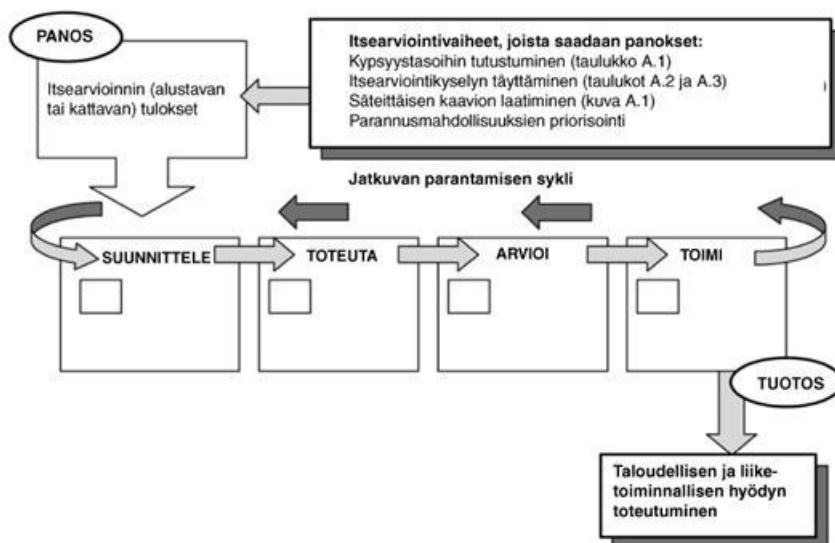 PANOS
Itsearvioinnin (alustavan
tai kattavan) tulokset
Itsearviointivaiheet, joista saadaan panokset:
Kypsyystasoihin tutustuminen (taulukko A.1)
Itsearviointikyselyn täyttäminen (taulukot A.2 ja A.3)
Säteittäisen kaavion laatiminen (kuva A.1)
Parannusmahdollisuuksien priorisointi
)
Jatkuvan parantamisen sykli
SUUNNITTELE
TOTEUTA
ARVIOI
TOIMI
TUOTOS
Taloudellisen ja liike-
toiminnallisen hyödyn
toteutuminen